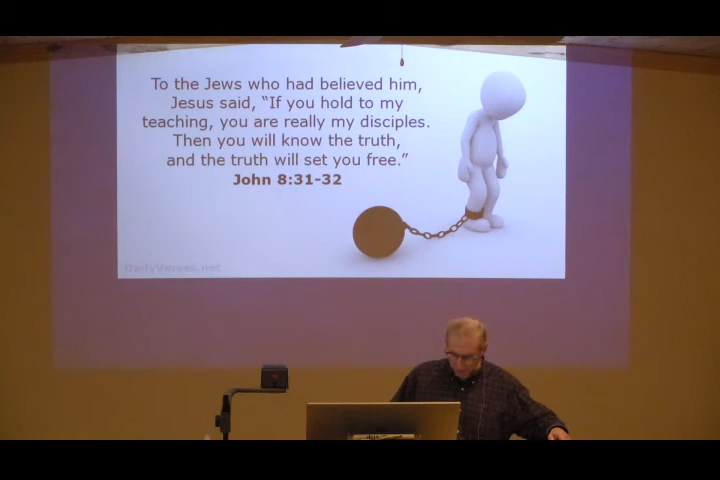 To the Jews who had believed him,
Jesus said, “If you hold to my
teaching, you are really my disciples.
Then you will know the truth,
and the truth will set you free.”
John 8:31-32
DailyVerses.net